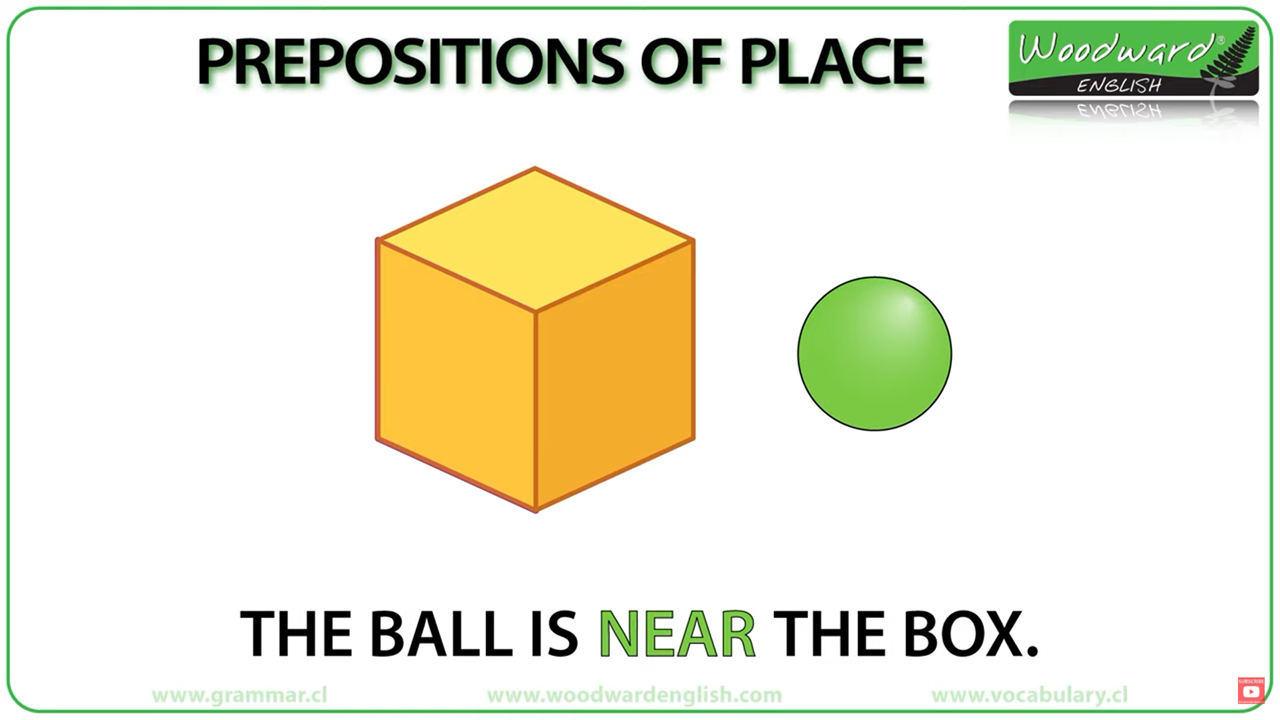 PREPOSITIONS OF PLACE
Woodward®
ENGLISH
THE BALL IS NEAR THE BOX.
www.grammar.cl www.woodwardenglish.com www.vocabulary.cl
SUBSCRIBE